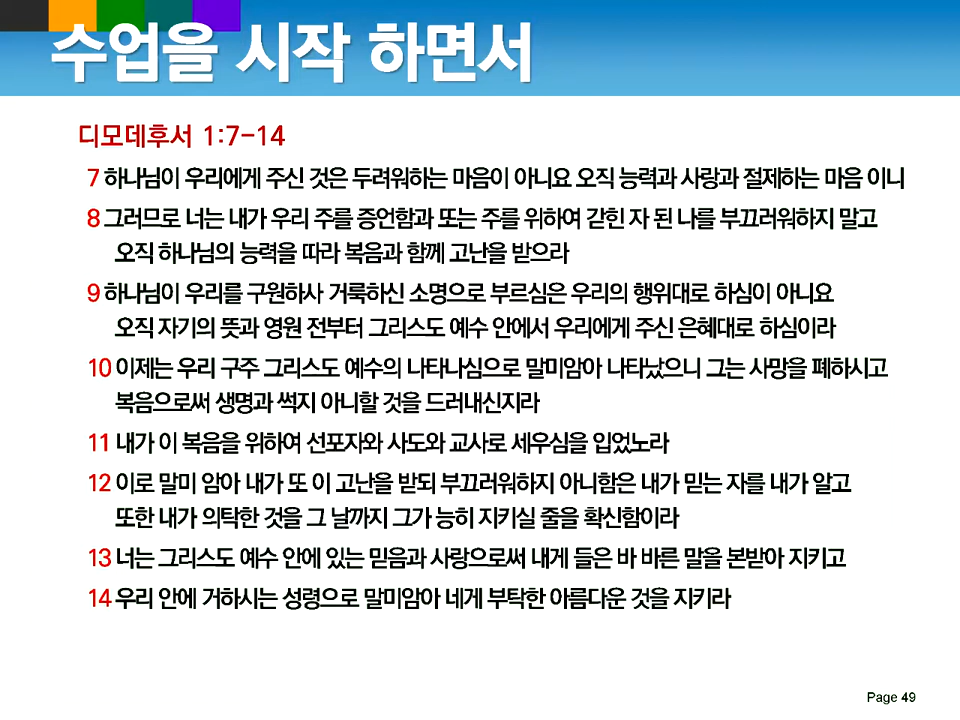 수업을 시작 하면서
디모데후서 1:7-14
7 하나님이 우리에게 주신 것은 두려워하는 마음이 아니요 오직 능력과 사랑과 절제하는 마음 이니
8 그러므로 너는 내가 우리 주를 증언함과 또는 주를 위하여 갇힌 자 된 나를 부끄러워하지 말고
오직 하나님의 능력을 따라 복음과 함께 고난을 받으라
9 하나님이 우리를 구원하사 거룩하신 소명으로 부르심은 우리의 행위대로 하심이 아니요
오직 자기의 뜻과 영원 전부터 그리스도 예수 안에서 우리에게 주신 은혜대로 하심이라
10 이제는 우리 구주 그리스도 예수의 나타나심으로 말미암아 나타났으니 그는 사망을 폐하시고
복음으로써 생명과 썩지 아니할 것을 드러내신지라
11 내가 이 복음을 위하여 선포자와 사도와 교사로 세우심을 입었노라
12 이로 말미 암아 내가 또 이 고난을 받되 부끄러워하지 아니함은 내가 믿는 자를 내가 알고
또한 내가 의탁한 것을 그 날까지 그가 능히 지키실 줄을 확신함이라
13 너는 그리스도 예수 안에 있는 믿음과 사랑으로써 내게 들은 바 바른 말을 본받아 지키고
14 우리 안에 거하시는 성령으로 말미암아 네게 부탁한 아름다운 것을 지키라
Page 49